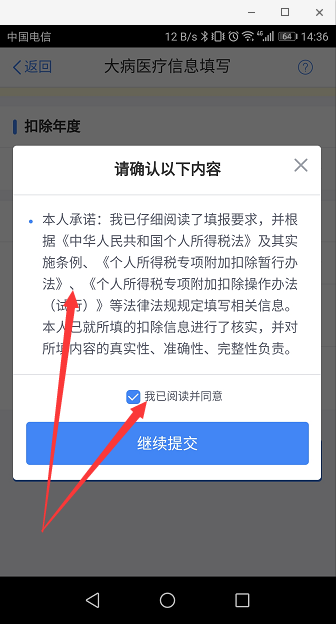 中国电信 12 B/s 4G 64 14:36
返回 大病医疗信息填写 ?
扣除年度
请确认以下内容
本人承诺：我已仔细阅读了填报要求，并根
据《中华人民共和国个人所得税法》及其实
施条例、《个人所得税专项附加扣除暂行办
法》、《个人所得税专项附加扣除操作办法
（试行）》等法律法规规定填写相关信息。
本人已就所填的扣除信息进行了核实，并对
所填内容的真实性、准确性、完整性负责。
我已阅读并同意
继续提交